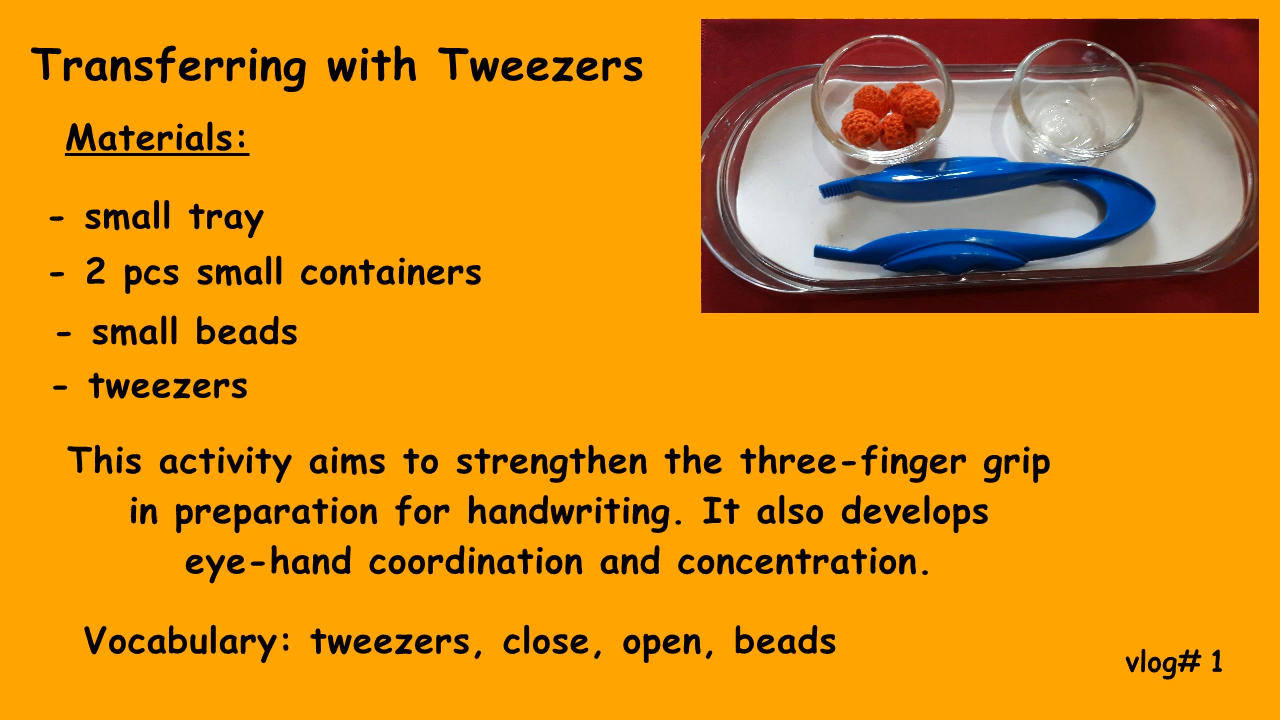 Transferring with Tweezers
Materials:
- small tray
- 2 pcs small containers
- small beads
- tweezers
This activity aims to strengthen the three-finger grip
in preparation for handwriting. It also develops
eye-hand coordination and concentration.
Vocabulary: tweezers, close, open, beads
vlog# 1